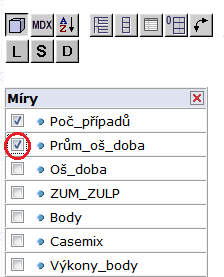 MDX A Z
L S D
Míry
Poč_případů
Prům_oš_doba
Oš_doba
ZUM_ZULP
Body
Casemix
Výkony_body